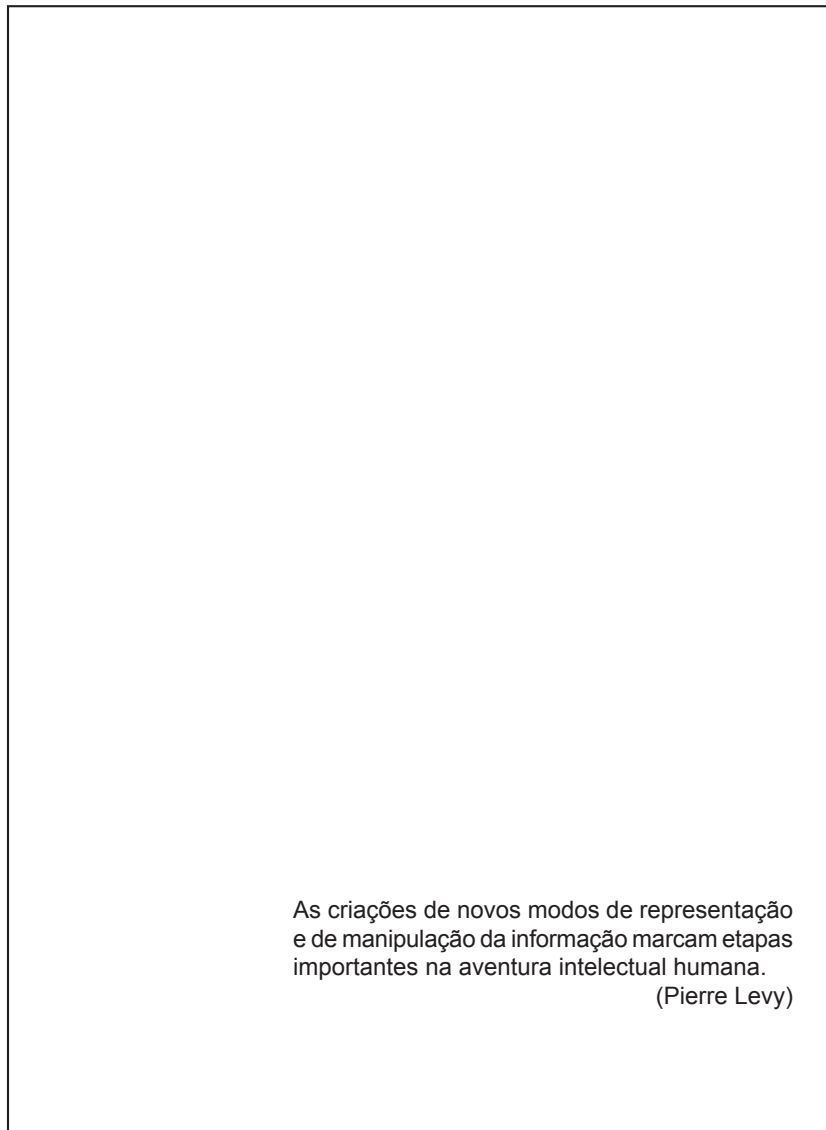 As criações de novos modos de representação
e de manipulação da informação marcam etapas
importantes na aventura intelectual humana.
(Pierre Levy)